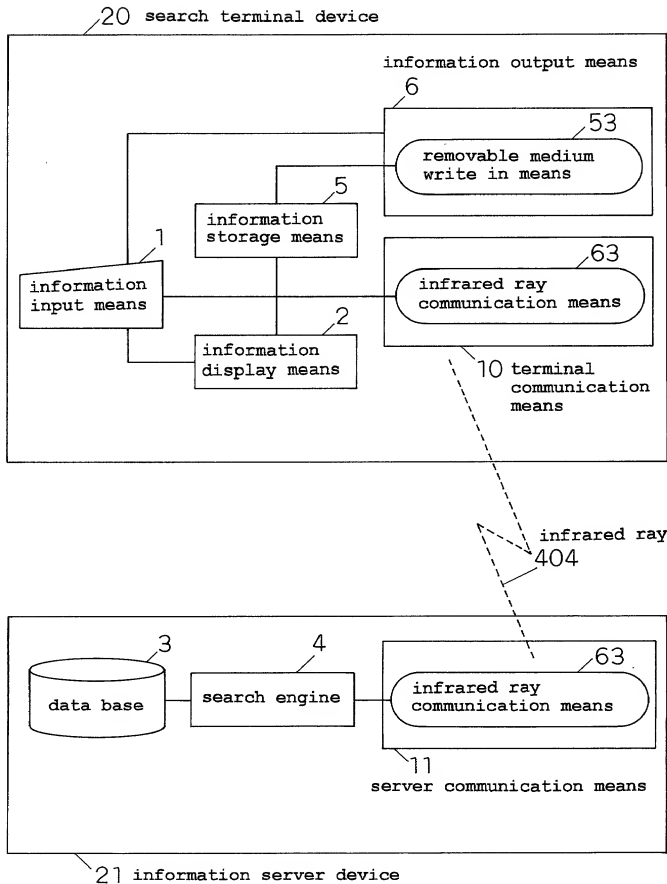 20 search terminal device
information output means
6
53
removable medium
write in means
5
information
storage means
1
information
input means
63
infrared ray
communication means
2
information
display means
10 terminal
communication
means
infrared ray
404
3
data base
4
search engine
63
infrared ray
communication means
11
server communication means
21 information server device